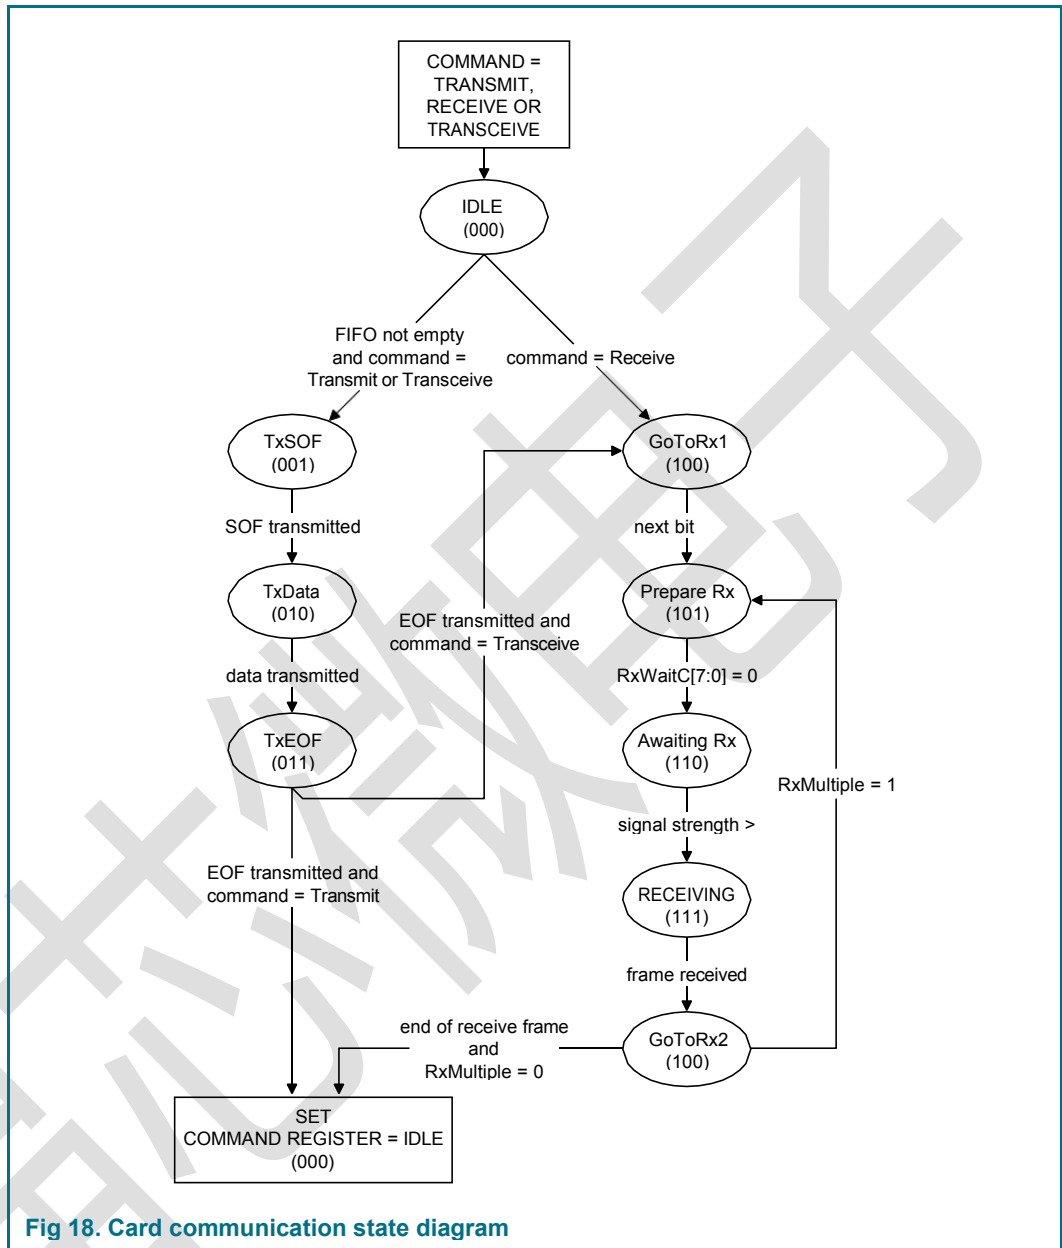 COMMAND =
TRANSMIT,
RECEIVE OR
TRANSCEIVE
IDLE
(000)
FIFO not empty
and command =
Transmit or Transceive
command = Receive
TxSOF
(001)
GoToRx1
(100)
SOF transmitted
next bit
TxData
(010)
Prepare Rx
(101)
EOF transmitted and
command = Transceive
data transmitted
RxWaitC[7:0] = 0
TxEOF
(011)
Awaiting Rx
(110)
RxMultiple = 1
signal strength >
EOF transmitted and
command = Transmit
RECEIVING
(111)
frame received
end of receive frame
and
RxMultiple = 0
GoToRx2
(100)
SET
COMMAND REGISTER = IDLE
(000)
Fig 18. Card communication state diagram
芯微电子